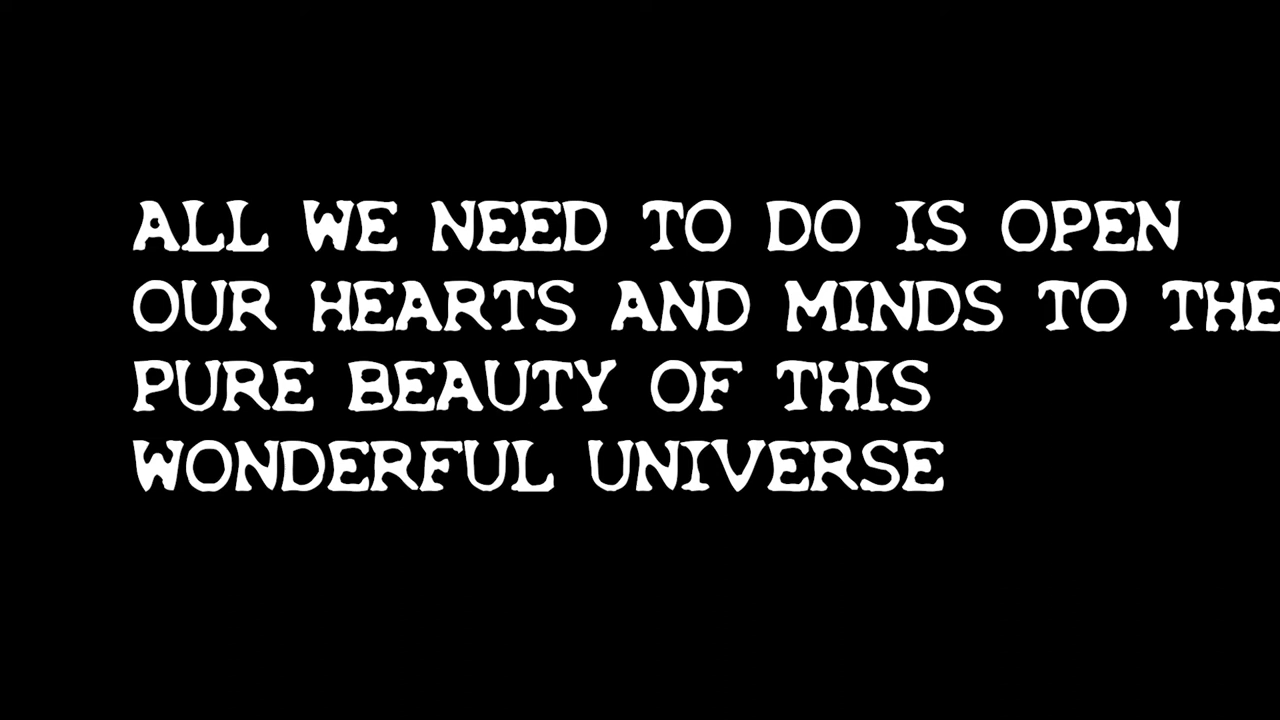 ALL WE NEED TO DO IS OPEN
OUR HEARTS AND MINDS TO THE
PURE BEAUTY OF THIS
WONDERFUL UNIVERSE